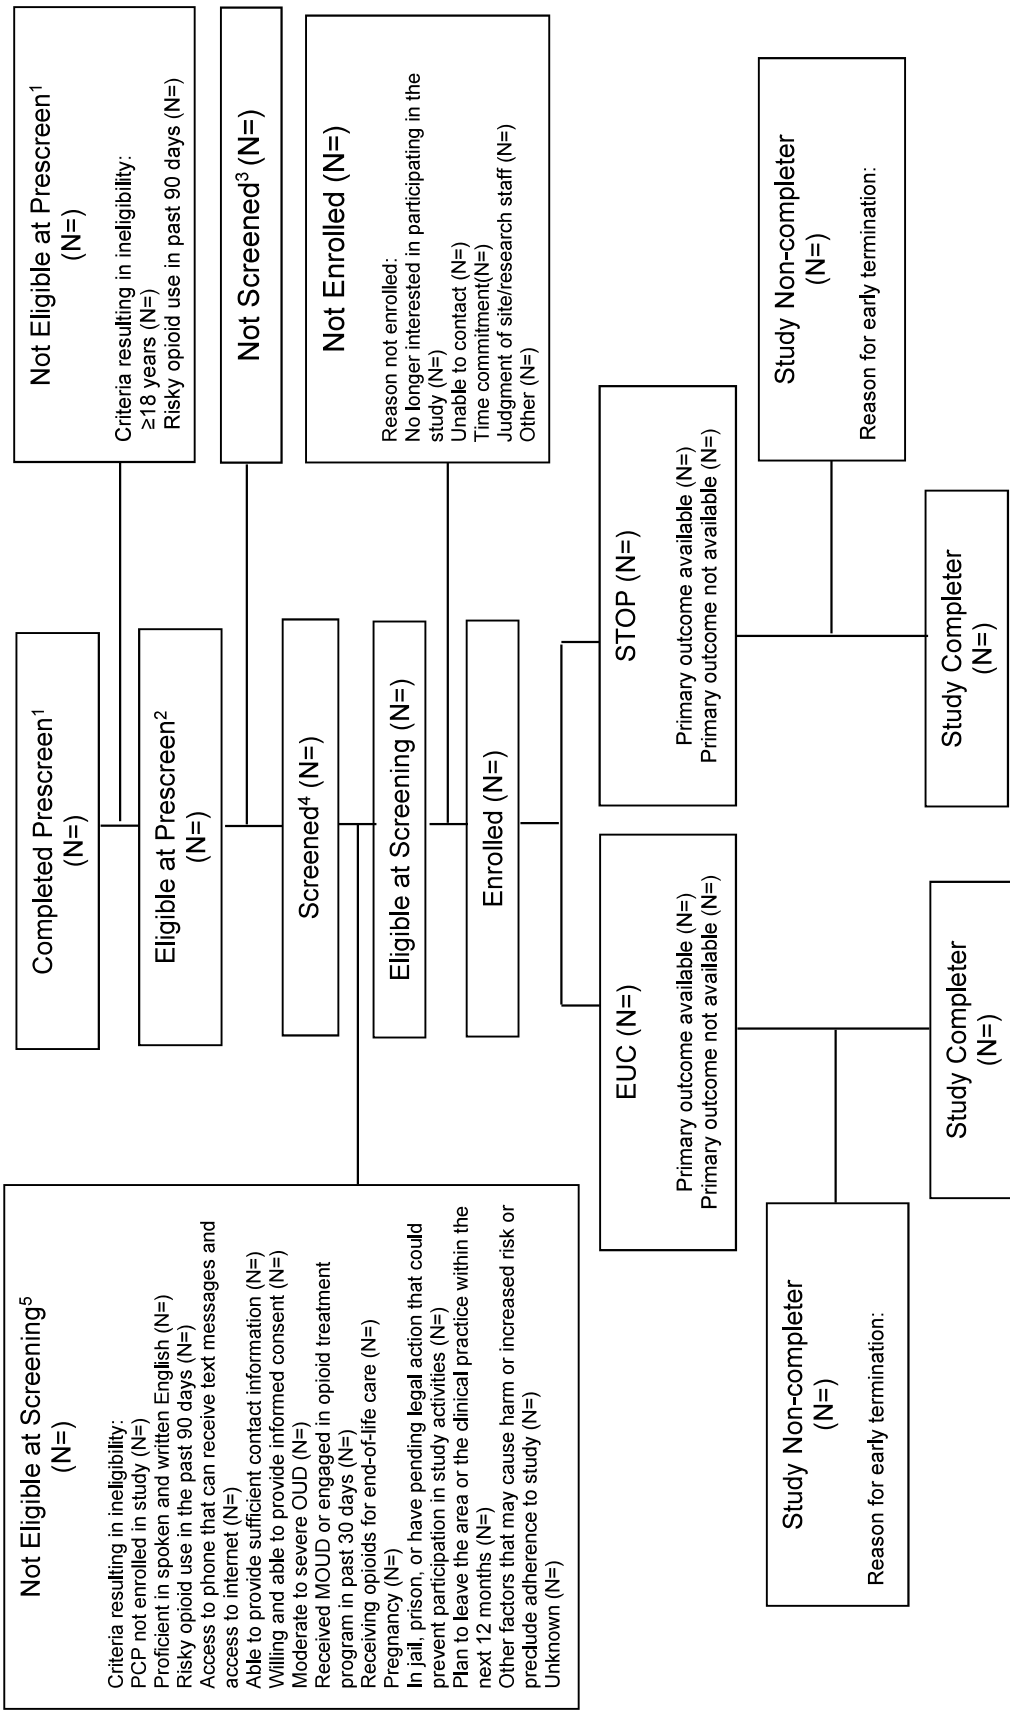 Completed Prescreen¹
(N=)
Not Eligible at Prescreen¹
(N=)
Criteria resulting in ineligibility:
≥18 years (N=)
Risky opioid use in past 90 days (N=)
Eligible at Prescreen²
(N=)
Not Screened³ (N=)
Screened⁴ (N=)
Not Eligible at Screening⁵
(N=)
Criteria resulting in ineligibility:
PCP not enrolled in study (N=)
Proficient in spoken and written English (N=)
Risky opioid use in the past 90 days (N=)
Access to phone that can receive text messages and
access to internet (N=)
Able to provide sufficient contact information (N=)
Willing and able to provide informed consent (N=)
Moderate to severe OUD (N=)
Received MOUD or engaged in opioid treatment
program in past 30 days (N=)
Receiving opioids for end-of-life care (N=)
Pregnancy (N=)
In jail, prison, or have pending legal action that could
prevent participation in study activities (N=)
Plan to leave the area or the clinical practice within the
next 12 months (N=)
Other factors that may cause harm or increased risk or
preclude adherence to study (N=)
Unknown (N=)
Eligible at Screening (N=)
Not Enrolled (N=)
Reason not enrolled:
No longer interested in participating in the
study (N=)
Unable to contact (N=)
Time commitment(N=)
Judgment of site/research staff (N=)
Other (N=)
Enrolled (N=)
EUC (N=)
Primary outcome available (N=)
Primary outcome not available (N=)
STOP (N=)
Primary outcome available (N=)
Primary outcome not available (N=)
Study Non-completer
(N=)
Reason for early termination:
Study Non-completer
(N=)
Reason for early termination:
Study Completer
(N=)
Study Completer
(N=)